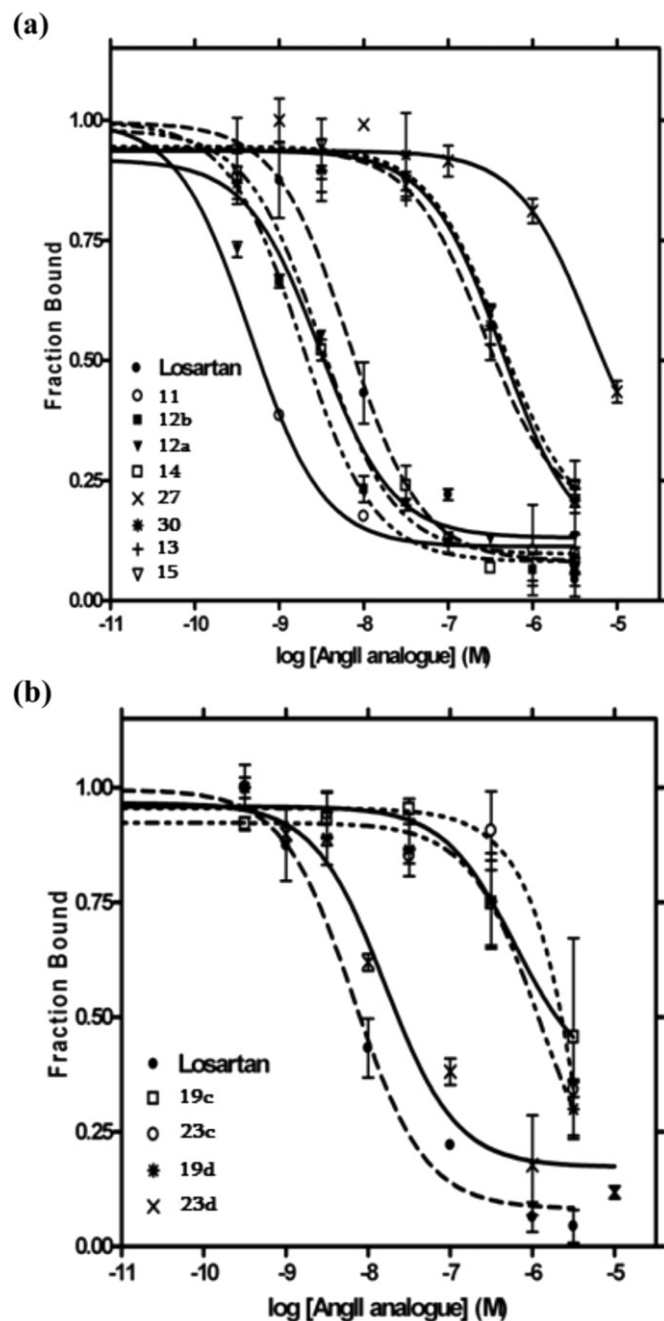 (a)
1.00
0.75
0.50
0.25
0.00
Fraction Bound
Losartan
11
12b
12a
14
27
30
13
15
-11 -10 -9 -8 -7 -6 -5
log [AngII analogue] (M)
(b)
1.00
0.75
0.50
0.25
0.00
Fraction Bound
Losartan
19c
23c
19d
23d
-11 -10 -9 -8 -7 -6 -5
log [AngII analogue] (M)